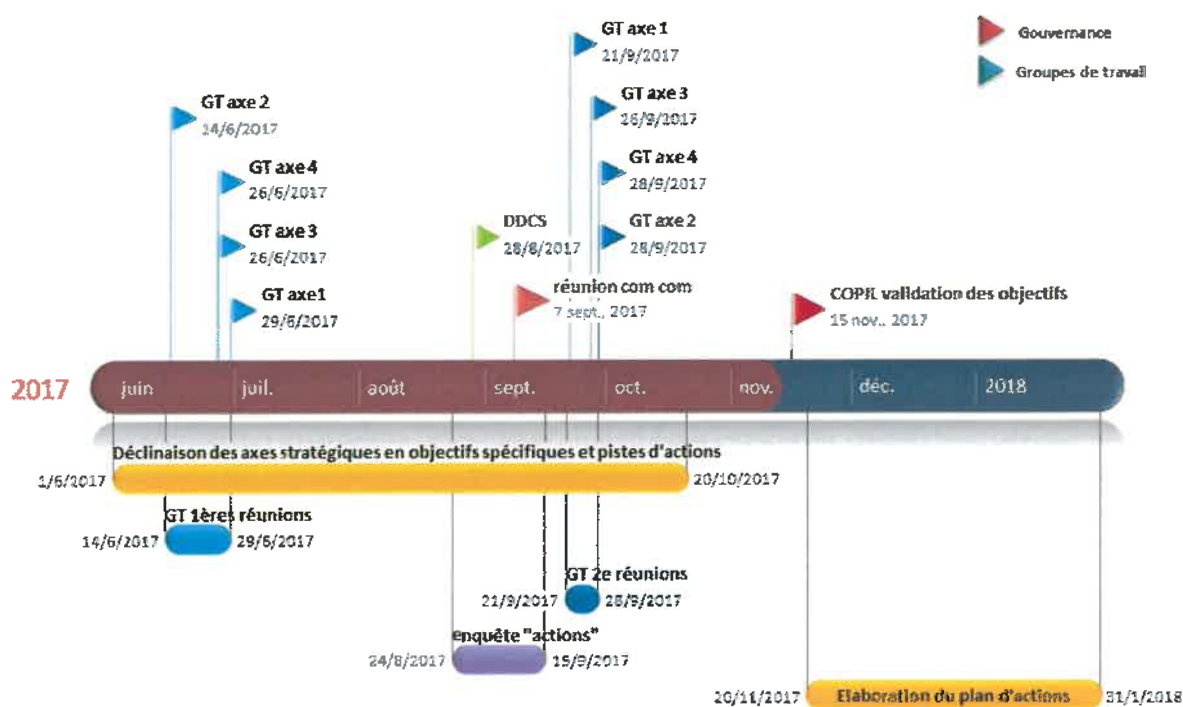 GT axe 1
21/9/2017
Gouvernance
Groupes de travail
GT axe 2
14/6/2017
GT axe 3
26/9/2017
GT axe 4
26/6/2017
GT axe 4
28/9/2017
GT axe 3
26/6/2017
DDCS
28/8/2017
GT axe 2
28/9/2017
GT axe1
29/6/2017
réunion com com
7 sept., 2017
COPIL validation des objectifs
15 nov., 2017
2017
juin
juil.
août
sept.
oct.
nov.
déc.
2018
Déclinaison des axes stratégiques en objectifs spécifiques et pistes d'actions
1/6/2017
20/10/2017
GT 1ères réunions
14/6/2017
29/6/2017
GT 2e réunions
21/9/2017
28/9/2017
enquête "actions"
24/8/2017
15/9/2017
20/11/2017
Elaboration du plan d'actions
31/1/2018